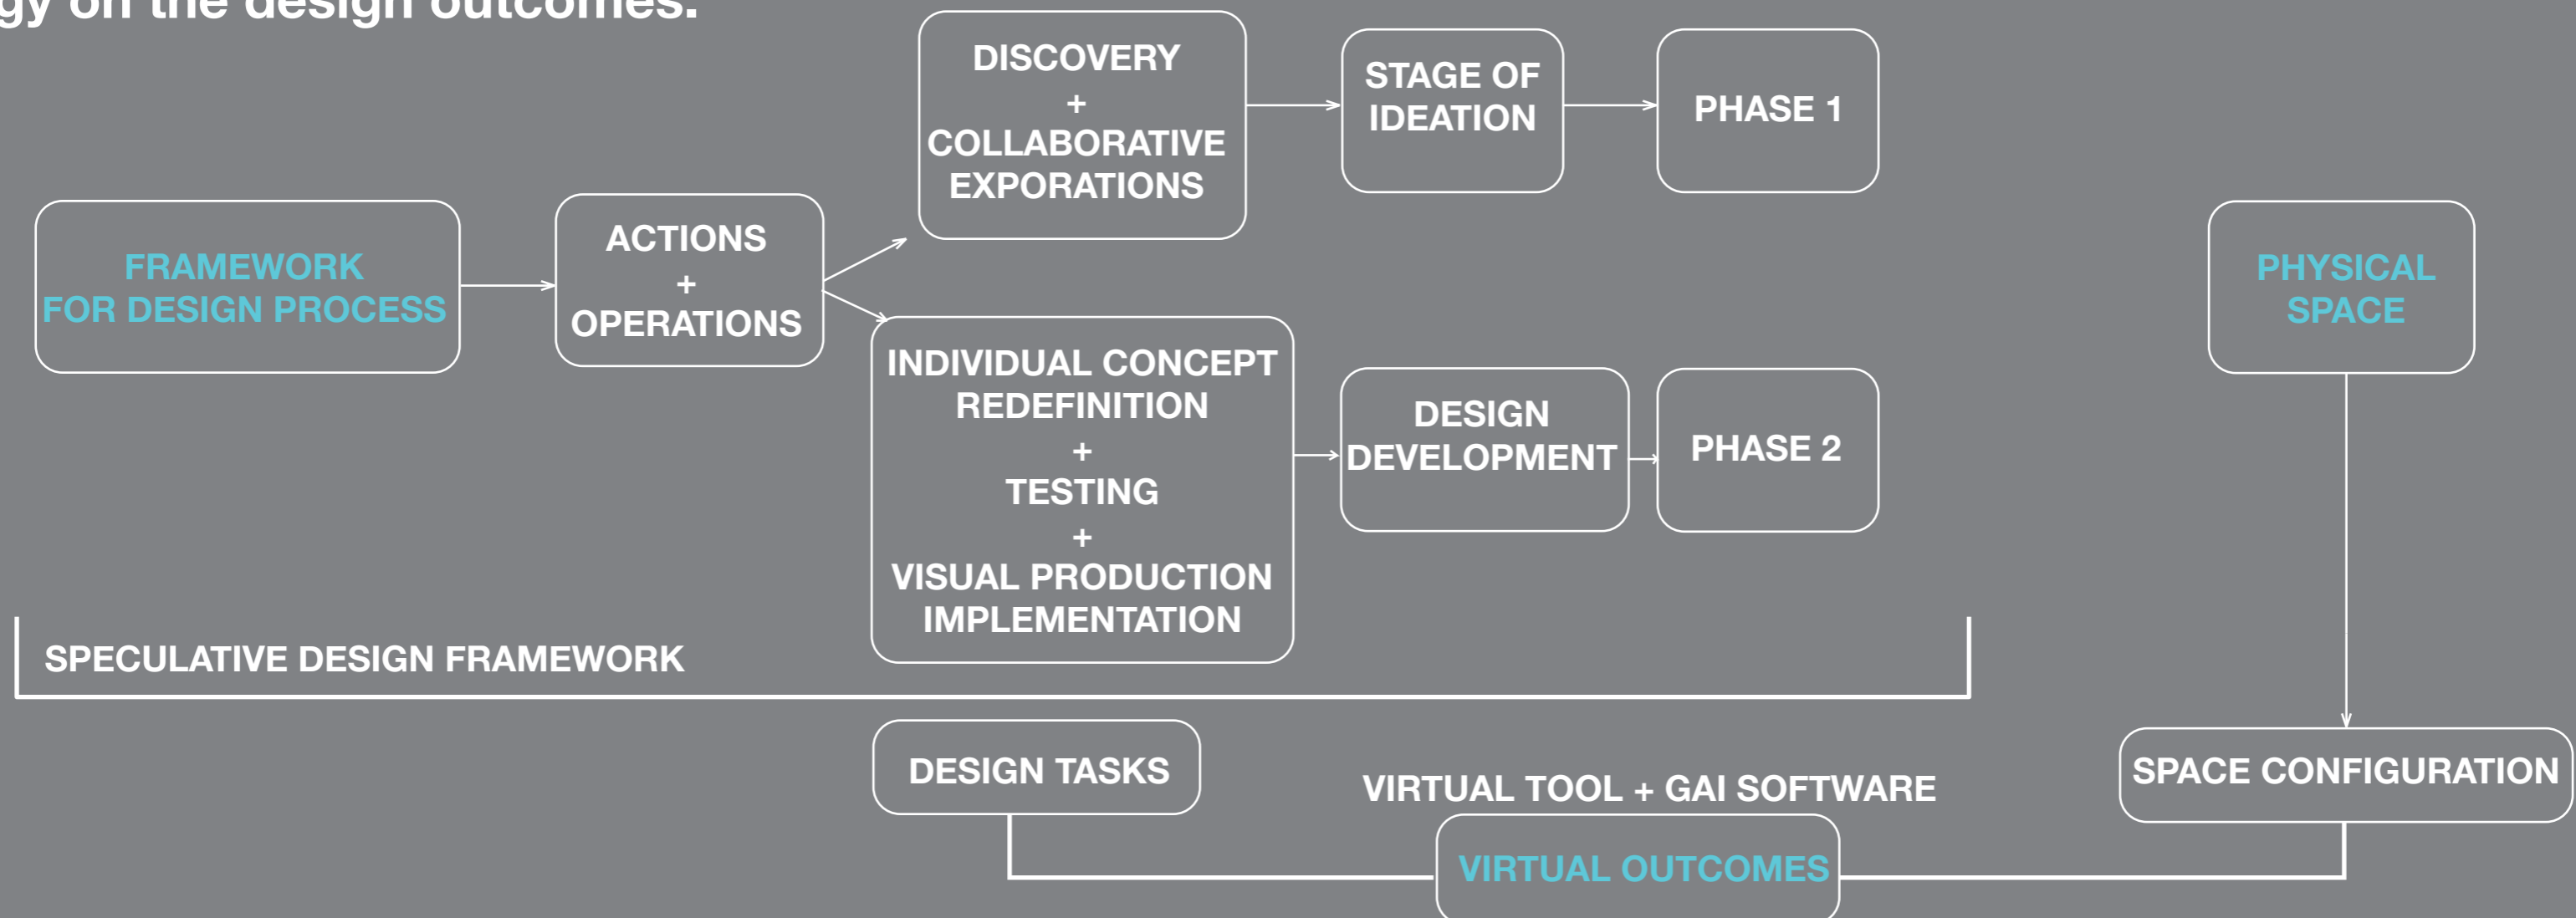 gy on the design outcomes.
DISCOVERY
+
COLLABORATIVE
EXPORATIONS
STAGE OF
IDEATION
PHASE 1
FRAMEWORK
FOR DESIGN PROCESS
ACTIONS
+
OPERATIONS
PHYSICAL
SPACE
INDIVIDUAL CONCEPT
REDEFINITION
+
TESTING
+
VISUAL PRODUCTION
IMPLEMENTATION
DESIGN
DEVELOPMENT
PHASE 2
SPECULATIVE DESIGN FRAMEWORK
DESIGN TASKS
VIRTUAL TOOL + GAI SOFTWARE
VIRTUAL OUTCOMES
SPACE CONFIGURATION